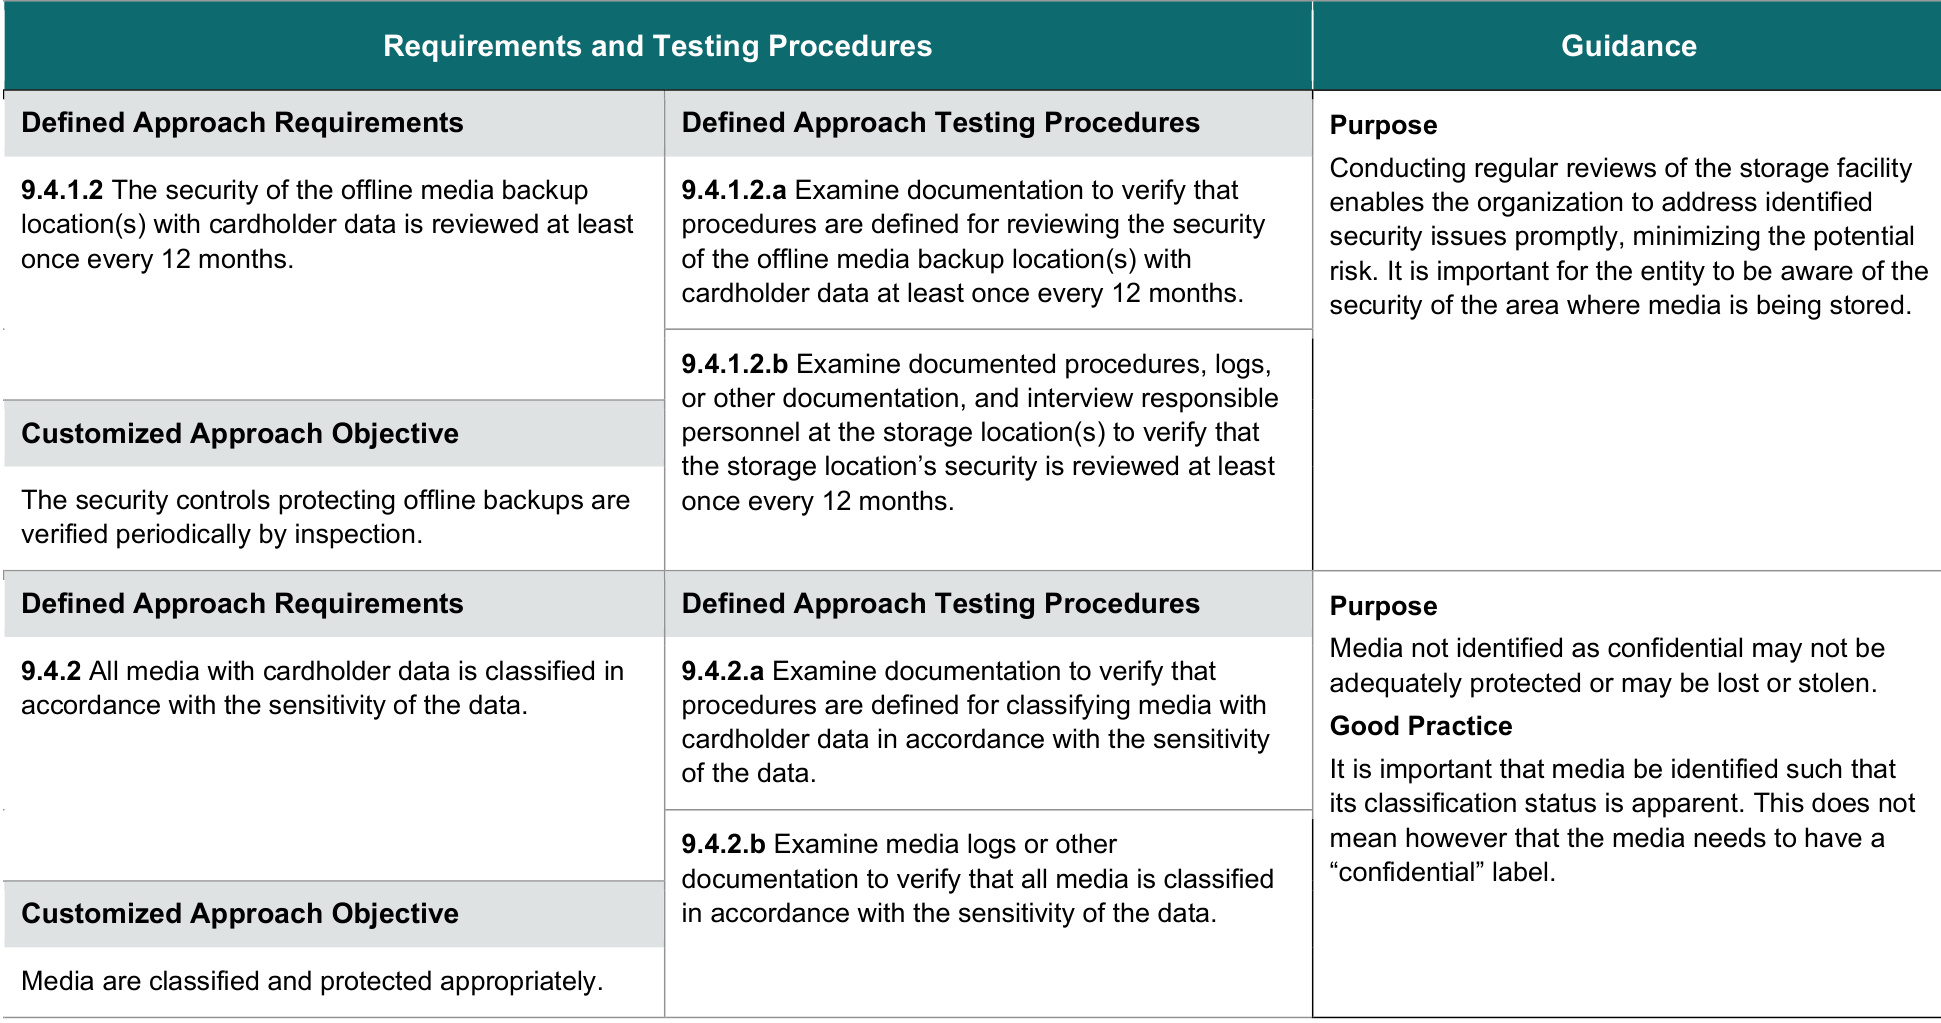 Requirements and Testing Procedures
Guidance
Defined Approach Requirements
9.4.1.2 The security of the offline media backup
location(s) with cardholder data is reviewed at least
once every 12 months.
Customized Approach Objective
The security controls protecting offline backups are
verified periodically by inspection.
Defined Approach Testing Procedures
9.4.1.2.a Examine documentation to verify that
procedures are defined for reviewing the security
of the offline media backup location(s) with
cardholder data at least once every 12 months.
9.4.1.2.b Examine documented procedures, logs,
or other documentation, and interview responsible
personnel at the storage location(s) to verify that
the storage location’s security is reviewed at least
once every 12 months.
Purpose
Conducting regular reviews of the storage facility
enables the organization to address identified
security issues promptly, minimizing the potential
risk. It is important for the entity to be aware of the
security of the area where media is being stored.
Defined Approach Requirements
9.4.2 All media with cardholder data is classified in
accordance with the sensitivity of the data.
Customized Approach Objective
Media are classified and protected appropriately.
Defined Approach Testing Procedures
9.4.2.a Examine documentation to verify that
procedures are defined for classifying media with
cardholder data in accordance with the sensitivity
of the data.
9.4.2.b Examine media logs or other
documentation to verify that all media is classified
in accordance with the sensitivity of the data.
Purpose
Media not identified as confidential may not be
adequately protected or may be lost or stolen.
Good Practice
It is important that media be identified such that
its classification status is apparent. This does not
mean however that the media needs to have a
“confidential” label.